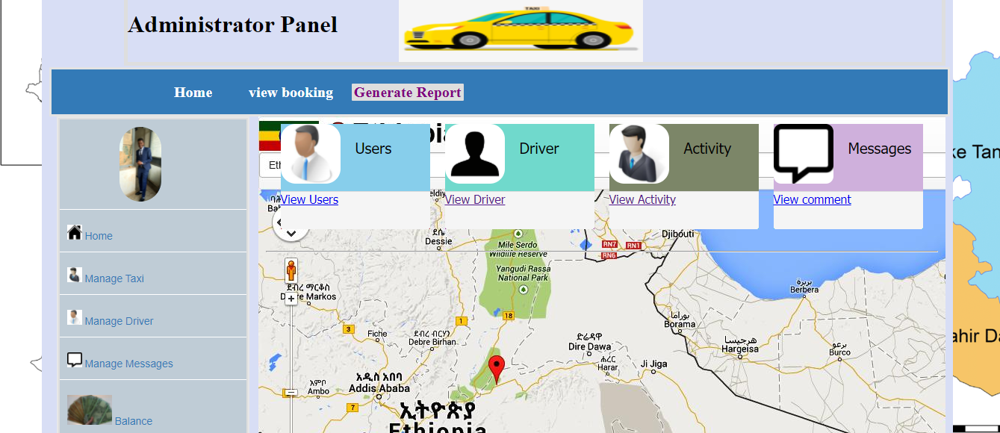 TAXI
Administrator Panel
Home
view booking
Generate Report
Users
Driver
Activity
Messages
View Users
View Driver
View Activity
View comment
Home
Manage Taxi
Manage Driver
Manage Messages
Balance
Djibouti
RN7
RN1
RN6
ደሴ
Dessie
Mile Serdo
Wildlife Reserve
Yangudi Rassa
National Park
ደብረ ማርቆስ
Markos
بربرة
Berbera
1
18
3
Fiche
ደብረ ብርሃን
Debre Birhan
بوراما
Borama
ድሬዳዋ
Dire Dawa
هرجيسا
Hargeisa
برعو
Burco
ሐረር
Harar
Ji Jiga
አምቦ
Ambo
አዲስ አበባ
Addis Ababa
7
ኢትዮጵያ
Ethiopia
ke Tan
ahir Da